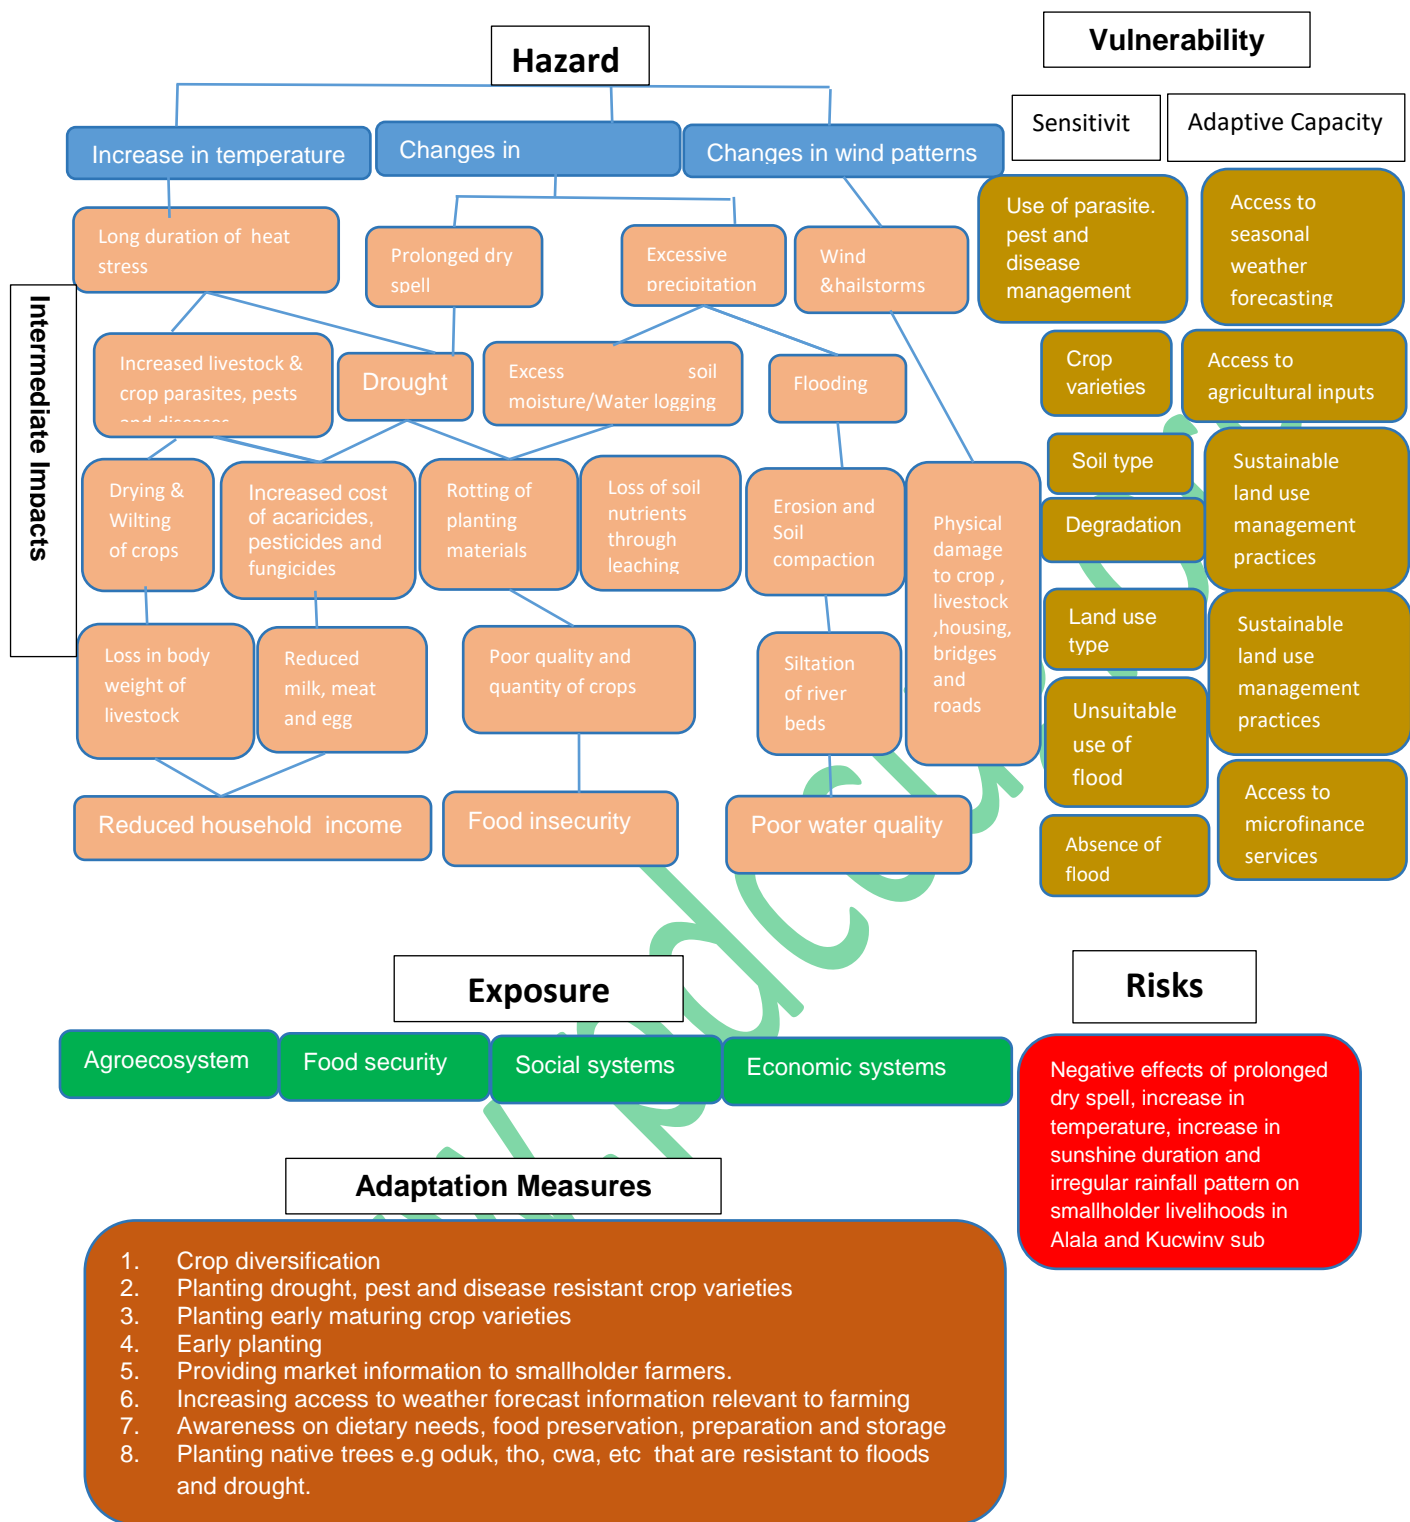 Hazard
Vulnerability
Sensitivit
Adaptive Capacity
Increase in temperature
Changes in
Changes in wind patterns
Long duration of heat
stress
Prolonged dry
spell
Excessive
precipitation
Wind
&hailstorms
Use of parasite.
pest and
disease
management
Access to
seasonal
weather
forecasting
Intermediate Impacts
Increased livestock &
crop parasites, pests
and diseases
Drought
Excess soil
moisture/Water logging
Flooding
Crop
varieties
Access to
agricultural inputs
Drying &
Wilting
of crops
Increased cost
of acaricides,
pesticides and
fungicides
Rotting of
planting
materials
Loss of soil
nutrients
through
leaching
Erosion and
Soil
compaction
Physical
damage
to crop ,
livestock
,housing,
bridges
and
roads
Soil type
Degradation
Sustainable
land use
management
practices
Loss in body
weight of
livestock
Reduced
milk, meat
and egg
Poor quality and
quantity of crops
Siltation
of river
beds
Land use
type
Sustainable
land use
management
practices
Unsuitable
use of
flood
Reduced household income
Food insecurity
Poor water quality
Absence of
flood
Access to
microfinance
services
Exposure
Risks
Agroecosystem
Food security
Social systems
Economic systems
Negative effects of prolonged
dry spell, increase in
temperature, increase in
sunshine duration and
irregular rainfall pattern on
smallholder livelihoods in
Alala and Kucwiny sub
Adaptation Measures
1. Crop diversification
2. Planting drought, pest and disease resistant crop varieties
3. Planting early maturing crop varieties
4. Early planting
5. Providing market information to smallholder farmers.
6. Increasing access to weather forecast information relevant to farming
7. Awareness on dietary needs, food preservation, preparation and storage
8. Planting native trees e.g oduk, tho, cwa, etc that are resistant to floods
and drought.